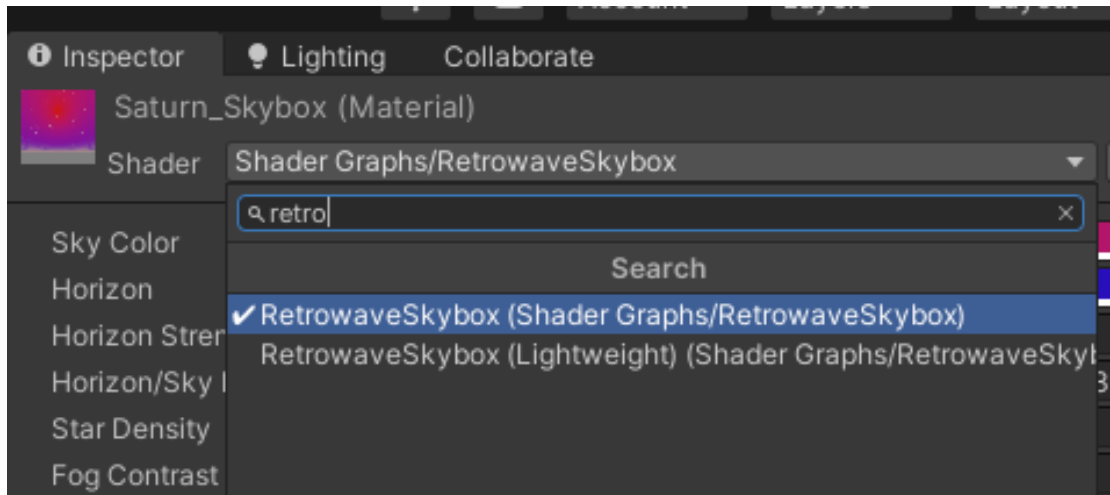 Inspector Lighting Collaborate
Saturn_Skybox (Material)
Shader Shader Graphs/RetrowaveSkybox
retro
Sky Color
Search
Horizon
RetrowaveSkybox (Shader Graphs/RetrowaveSkybox)
Horizon Stren
RetrowaveSkybox (Lightweight) (Shader Graphs/RetrowaveSkyb
Horizon/Sky
Star Density
Fog Contrast